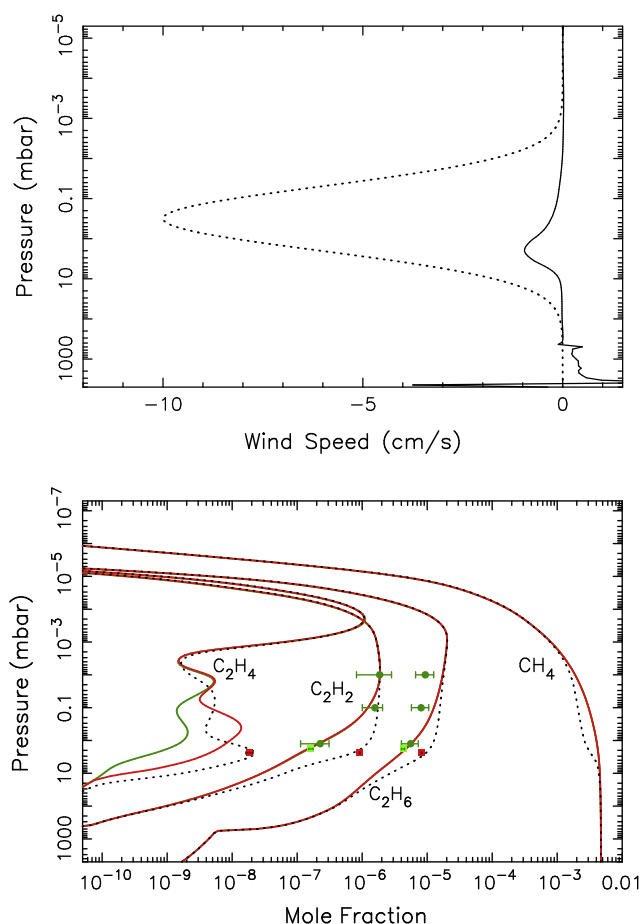 10⁻⁵
10⁻³
0.1
10
1000
Pressure (mbar)
−10
−5
0
Wind Speed (cm/s)
10⁻⁷
10⁻⁵
10⁻³
0.1
10
1000
Pressure (mbar)
C₂H₄
C₂H₂
CH₄
C₂H₆
10⁻¹⁰
10⁻⁹
10⁻⁸
10⁻⁷
10⁻⁶
10⁻⁵
10⁻⁴
10⁻³
0.01
Mole Fraction